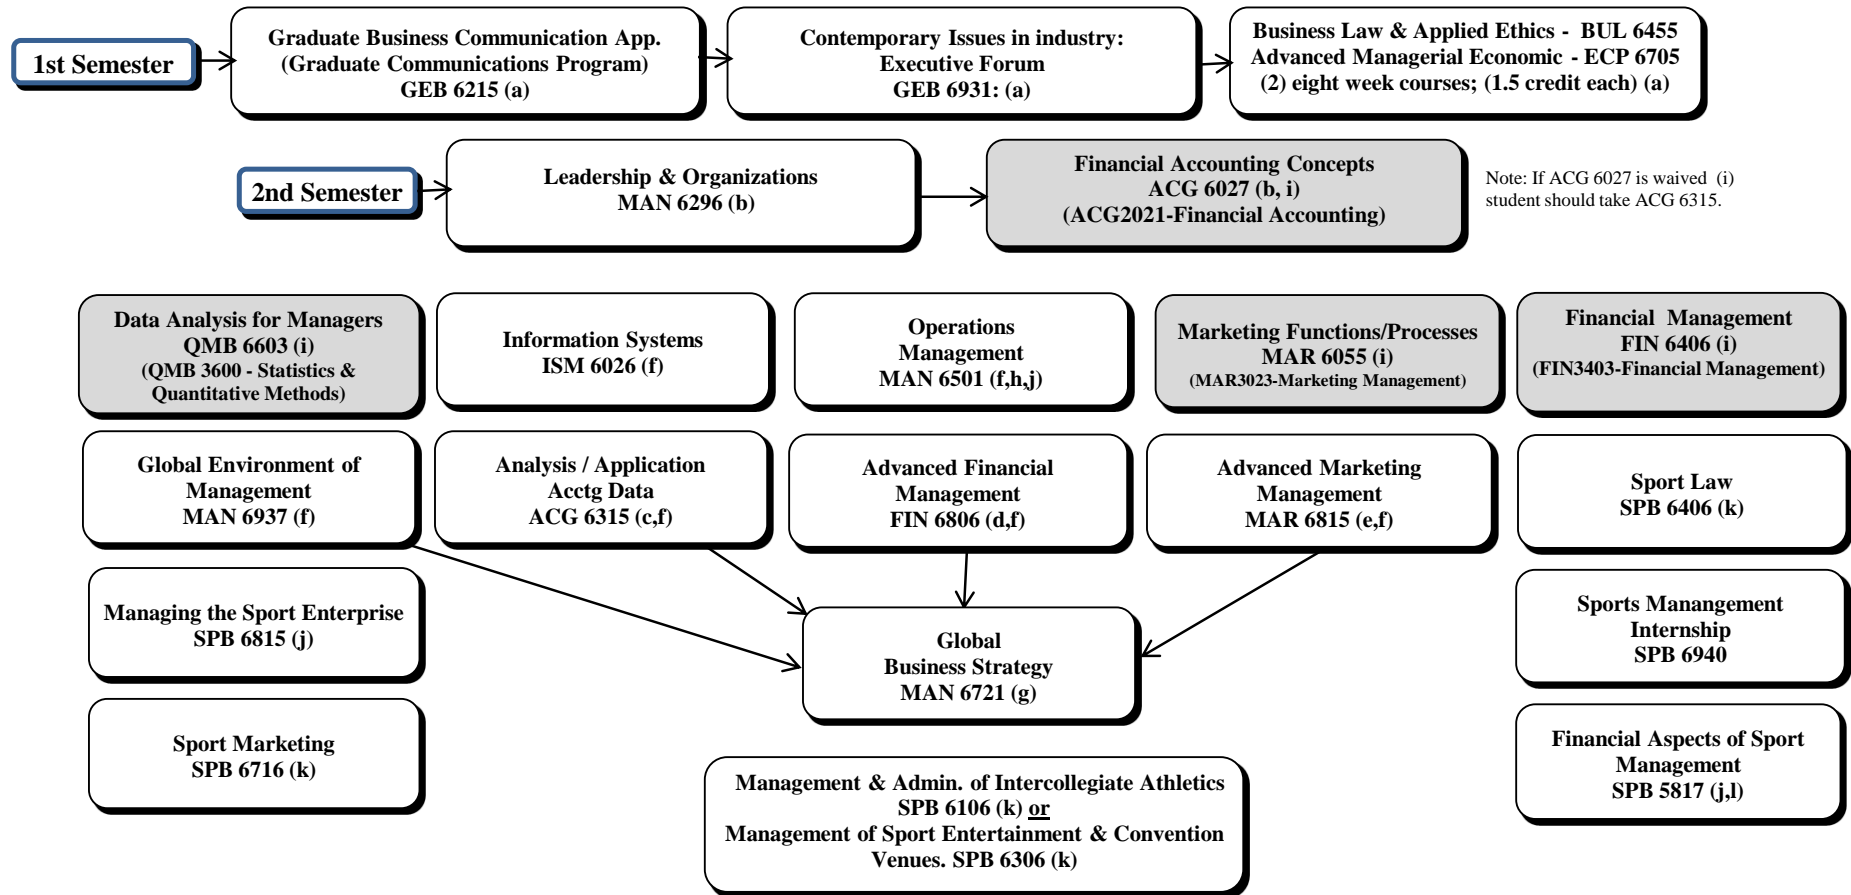 1st Semester
Graduate Business Communication App.
(Graduate Communications Program)
GEB 6215 (a)
Contemporary Issues in industry:
Executive Forum
GEB 6931: (a)
Business Law & Applied Ethics - BUL 6455
Advanced Managerial Economic - ECP 6705
(2) eight week courses; (1.5 credit each) (a)
2nd Semester
Leadership & Organizations
MAN 6296 (b)
Financial Accounting Concepts
ACG 6027 (b, i)
(ACG2021-Financial Accounting)
Note: If ACG 6027 is waived (i)
student should take ACG 6315.
Data Analysis for Managers
QMB 6603 (i)
(QMB 3600 - Statistics &
Quantitative Methods)
Information Systems
ISM 6026 (f)
Operations
Management
MAN 6501 (f,h,j)
Marketing Functions/Processes
MAR 6055 (i)
(MAR3023-Marketing Management)
Financial Management
FIN 6406 (i)
(FIN3403-Financial Management)
Global Environment of
Management
MAN 6937 (f)
Analysis / Application
Acctg Data
ACG 6315 (c,f)
Advanced Financial
Management
FIN 6806 (d,f)
Advanced Marketing
Management
MAR 6815 (e,f)
Sport Law
SPB 6406 (k)
Managing the Sport Enterprise
SPB 6815 (j)
Global
Business Strategy
MAN 6721 (g)
Sports Manangement
Internship
SPB 6940
Sport Marketing
SPB 6716 (k)
Management & Admin. of Intercollegiate Athletics
SPB 6106 (k) or
Management of Sport Entertainment & Convention
Venues. SPB 6306 (k)
Financial Aspects of Sport
Management
SPB 5817 (j,l)